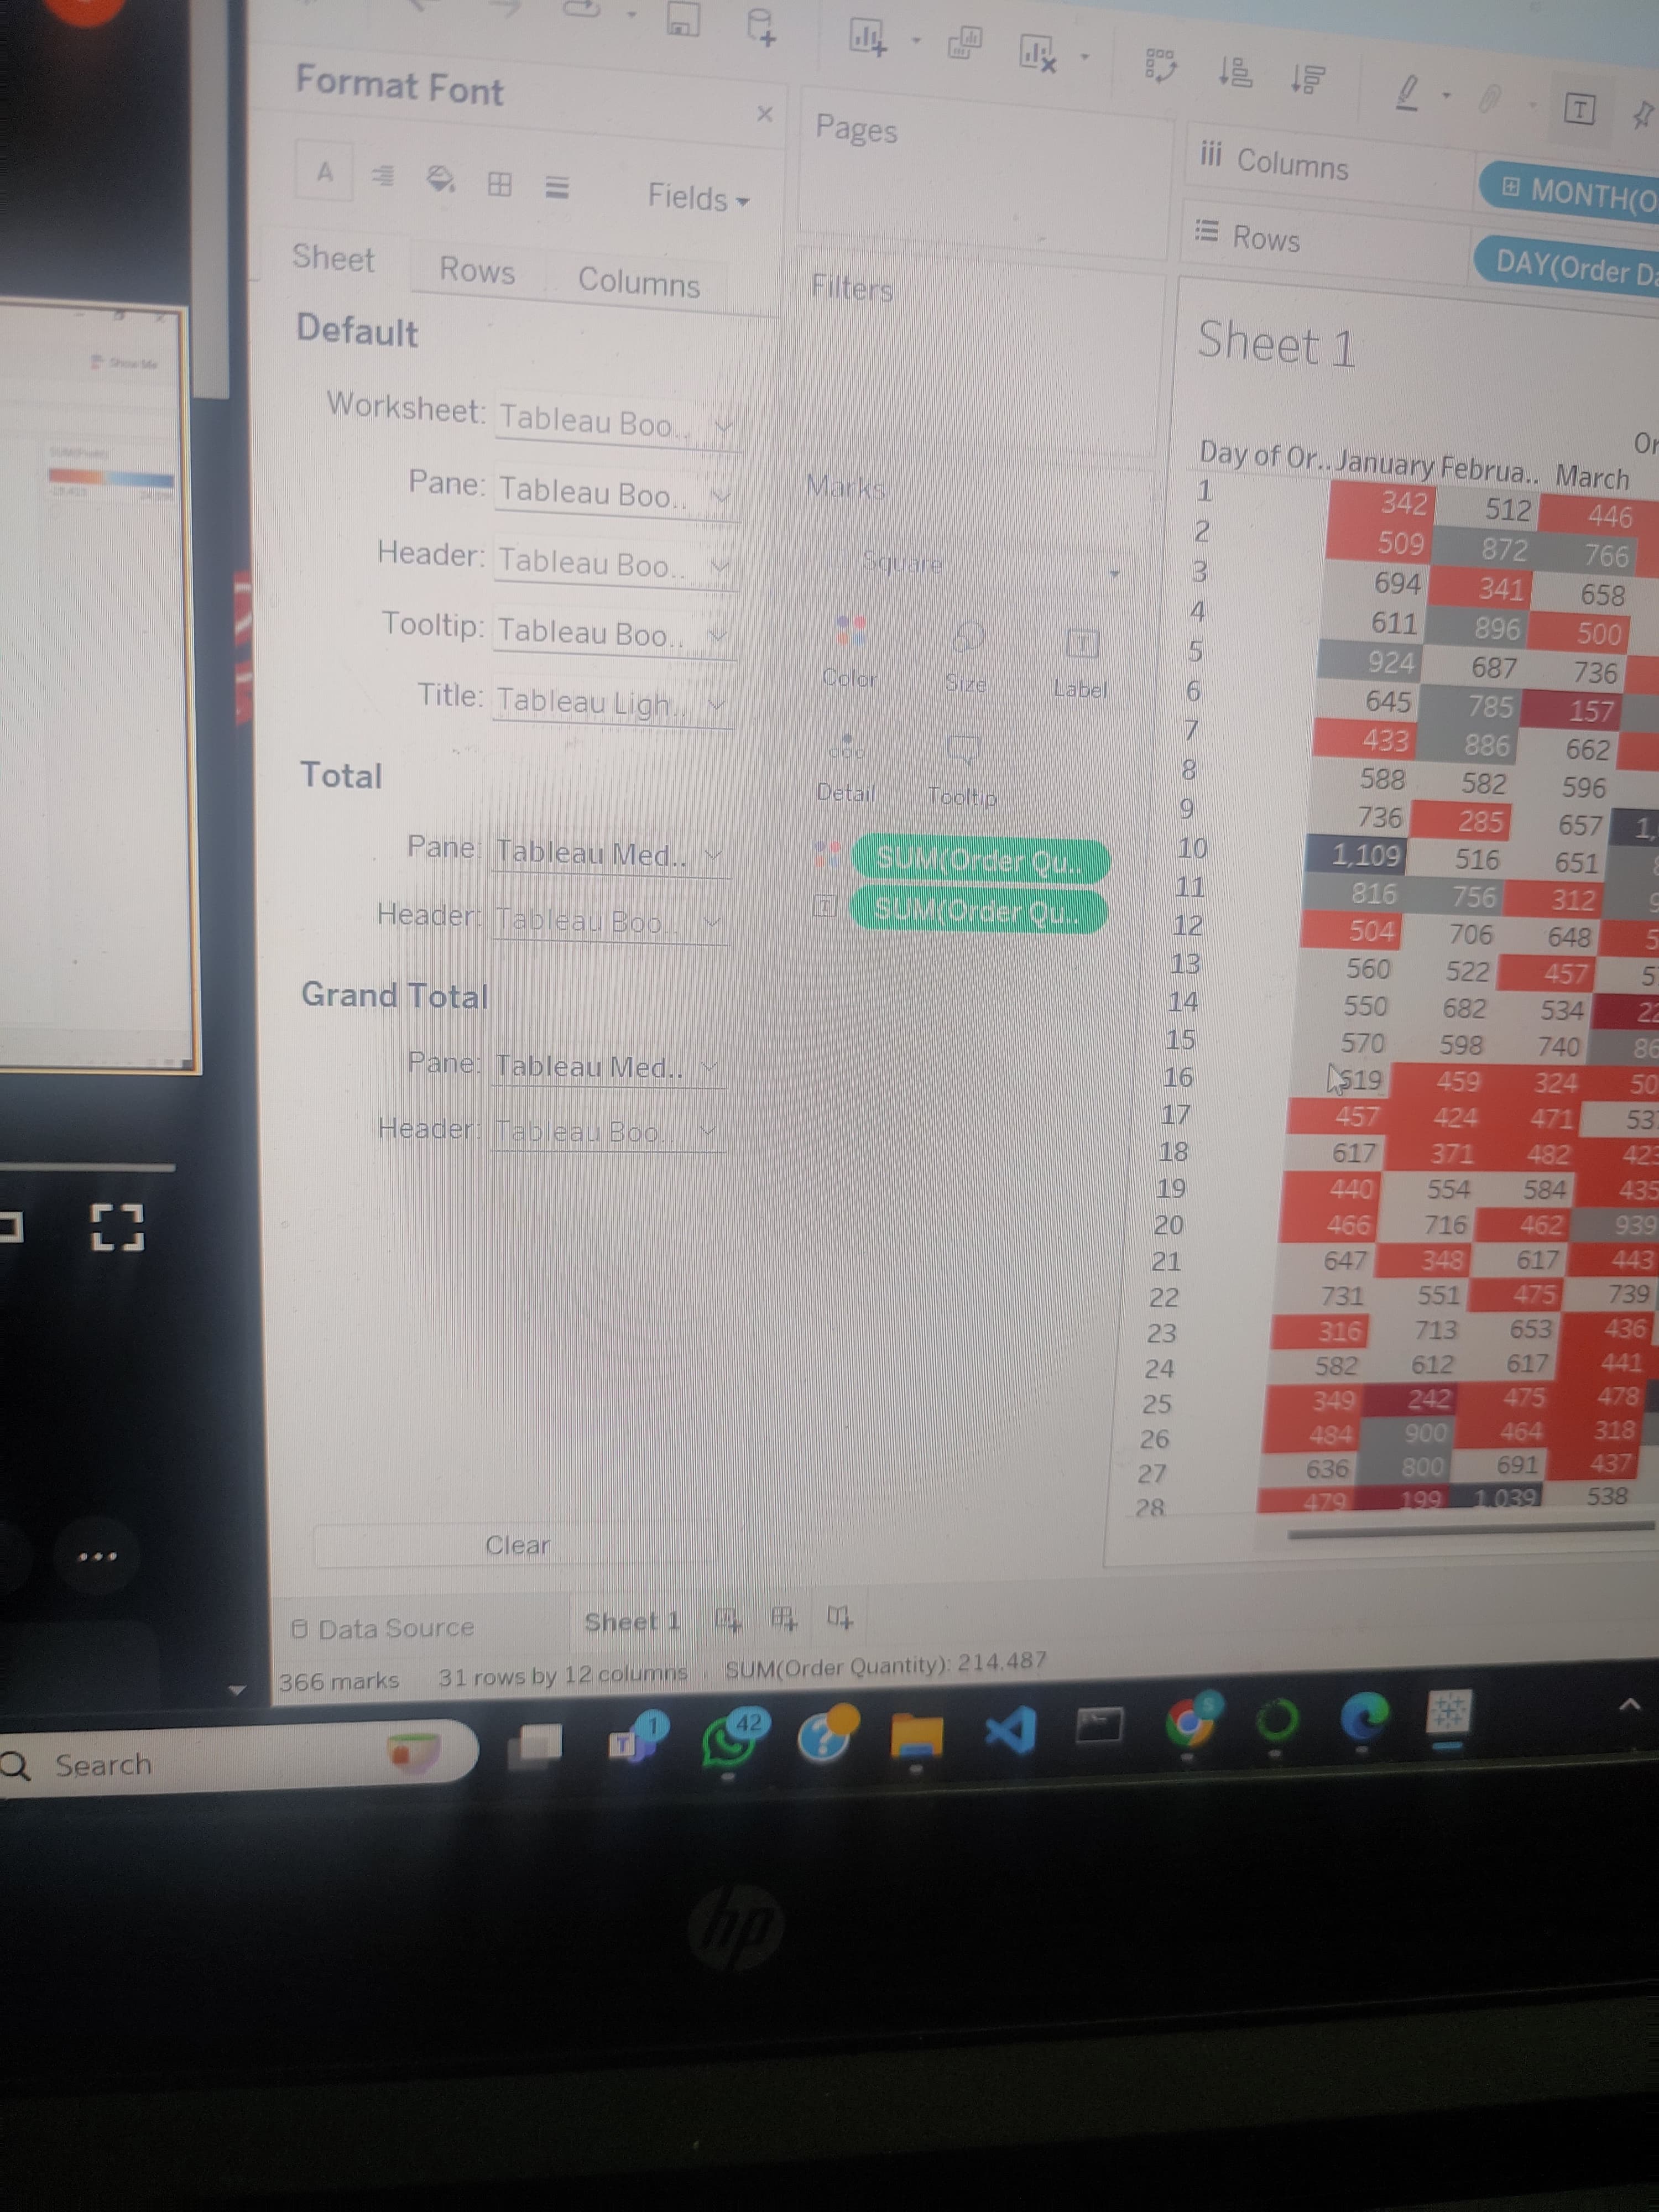 Format Font
A
Fields
Sheet
Rows
Columns
Default
Worksheet: Tableau Boo..
Pane: Tableau Boo..
Header: Tableau Boo..
Tooltip: Tableau Boo..
Title: Tableau Ligh..
Total
Pane: Tableau Med..
Header: Tableau Boo..
Grand Total
Pane: Tableau Med..
Header: Tableau Boo..
Clear
Pages
Filters
Marks
Square
Color
Size
Label
Detail
Tooltip
SUM(Order Qu..
SUM(Order Qu..
iii Columns
MONTH(O
Rows
DAY(Order Da
Sheet 1
Or
Day of Or.. January Februa.. March
1 342 512 446
2 509 872 766
3 694 341 658
4 611 896 500
5 924 687 736
6 645 785 157
7 433 886 662
8 588 582 596
9 736 285 657 1,
10 1,109 516 651
11 816 756 312
12 504 706 648 5
13 560 522 457 5
14 550 682 534 22
15 570 598 740 86
16 519 459 324 50
17 457 424 471 53
18 617 371 482 423
19 440 554 584 435
20 466 716 462 939
21 647 348 617 443
22 731 551 475 739
23 316 713 653 436
24 582 612 617 441
25 349 242 475 478
26 484 900 464 318
27 636 800 691 437
28 479 199 1,039 538
Show Me
Data Source
Sheet 1
366 marks 31 rows by 12 columns SUM(Order Quantity): 214,487
Search
1
42
S
hp